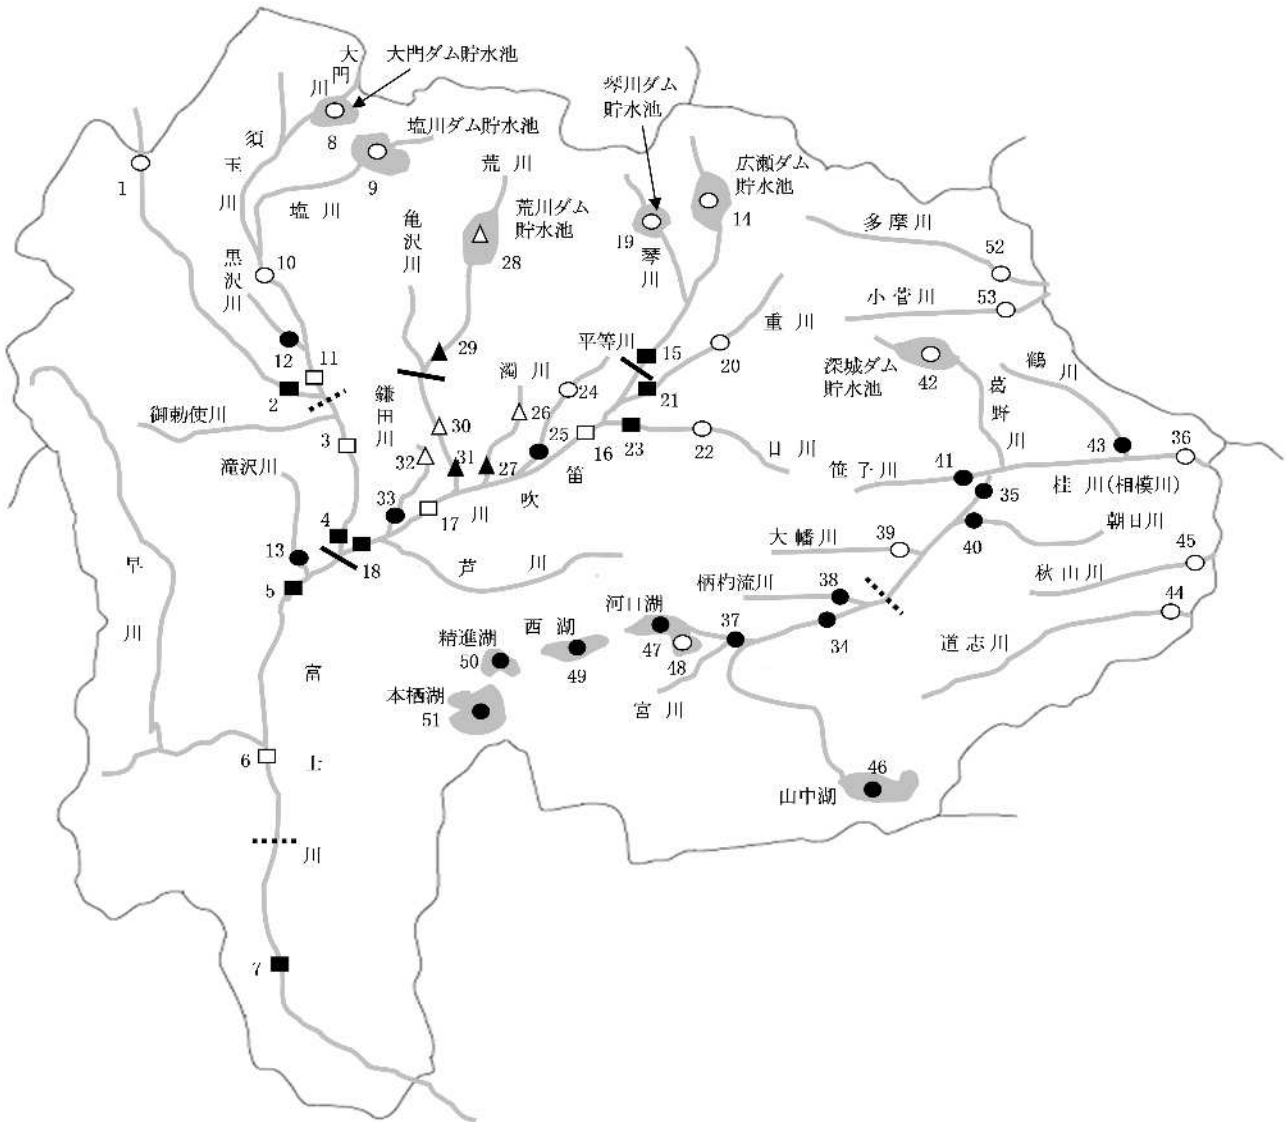 大門川
大門ダム貯水池
8
須玉川
塩川ダム貯水池
9
塩川
1
荒川
荒川ダム
貯水池
28
亀沢川
琴川ダム
貯水池
19
琴川
広瀬ダム
貯水池
14
多摩川
52
小菅川
53
黒沢川
10
12
11
2
29
平等川
15
重川
20
21
深城ダム
貯水池
42
葛野川
鶴川
43
36
御勅使川
3
鎌田川
30
濁川
26
24
25
16
23
22
日川
滝沢川
32
31
27
笛吹川
33
17
笹子川
41
35
桂川(相模川)
朝日川
40
4
18
13
5
芦川
大幡川
39
秋山川
45
44
道志川
早川
柄杓流川
38
34
河口湖
47
48
37
西湖
49
精進湖
50
本栖湖
51
宮川
富士川
6
7
46
山中湖